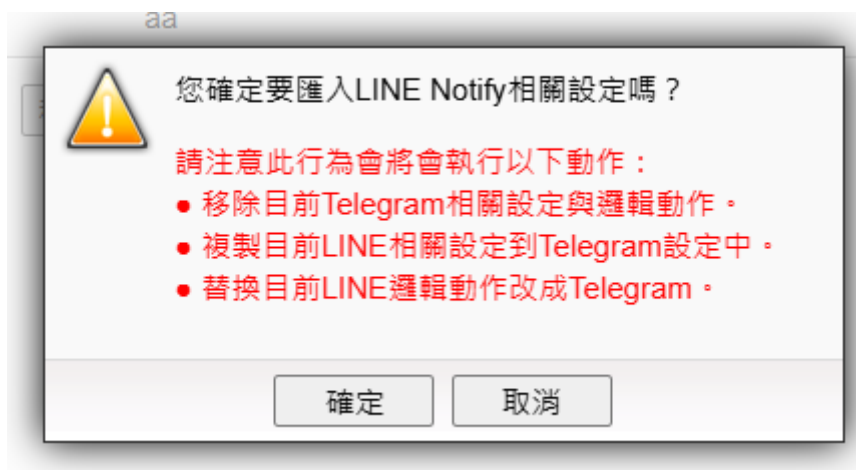 aa
您確定要匯入LINE Notify相關設定嗎？
請注意此行為會將會執行以下動作：
● 移除目前Telegram相關設定與邏輯動作。
● 複製目前LINE相關設定到Telegram設定中。
● 替換目前LINE邏輯動作改成Telegram。
確定 取消